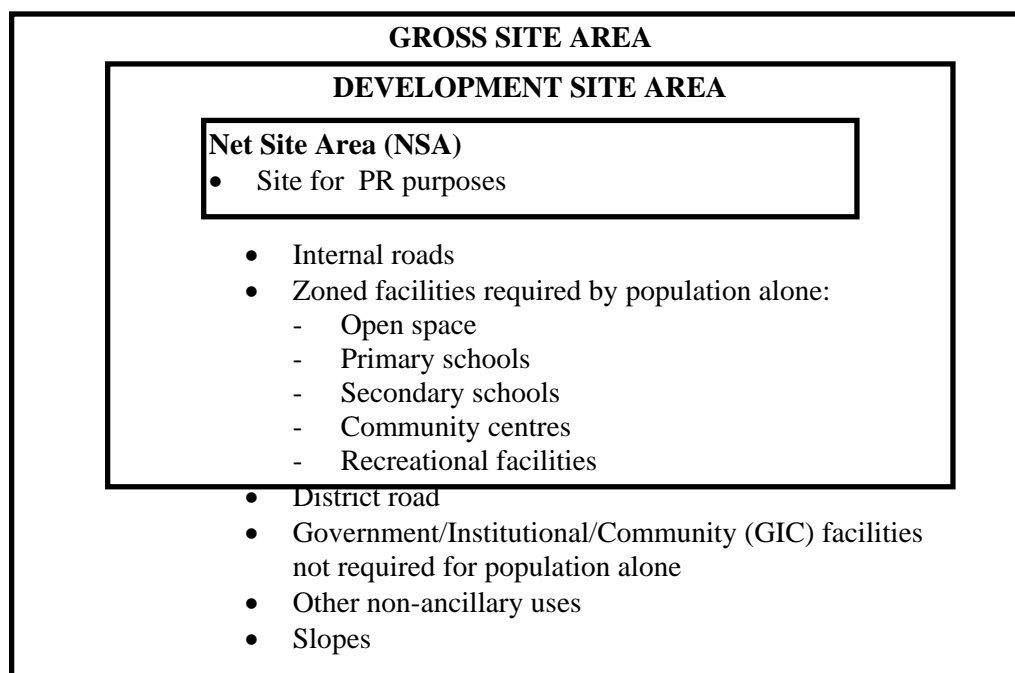 GROSS SITE AREA
DEVELOPMENT SITE AREA
Net Site Area (NSA)
• Site for PR purposes
• Internal roads
• Zoned facilities required by population alone:
- Open space
- Primary schools
- Secondary schools
- Community centres
- Recreational facilities
• District road
• Government/Institutional/Community (GIC) facilities
not required for population alone
• Other non-ancillary uses
• Slopes